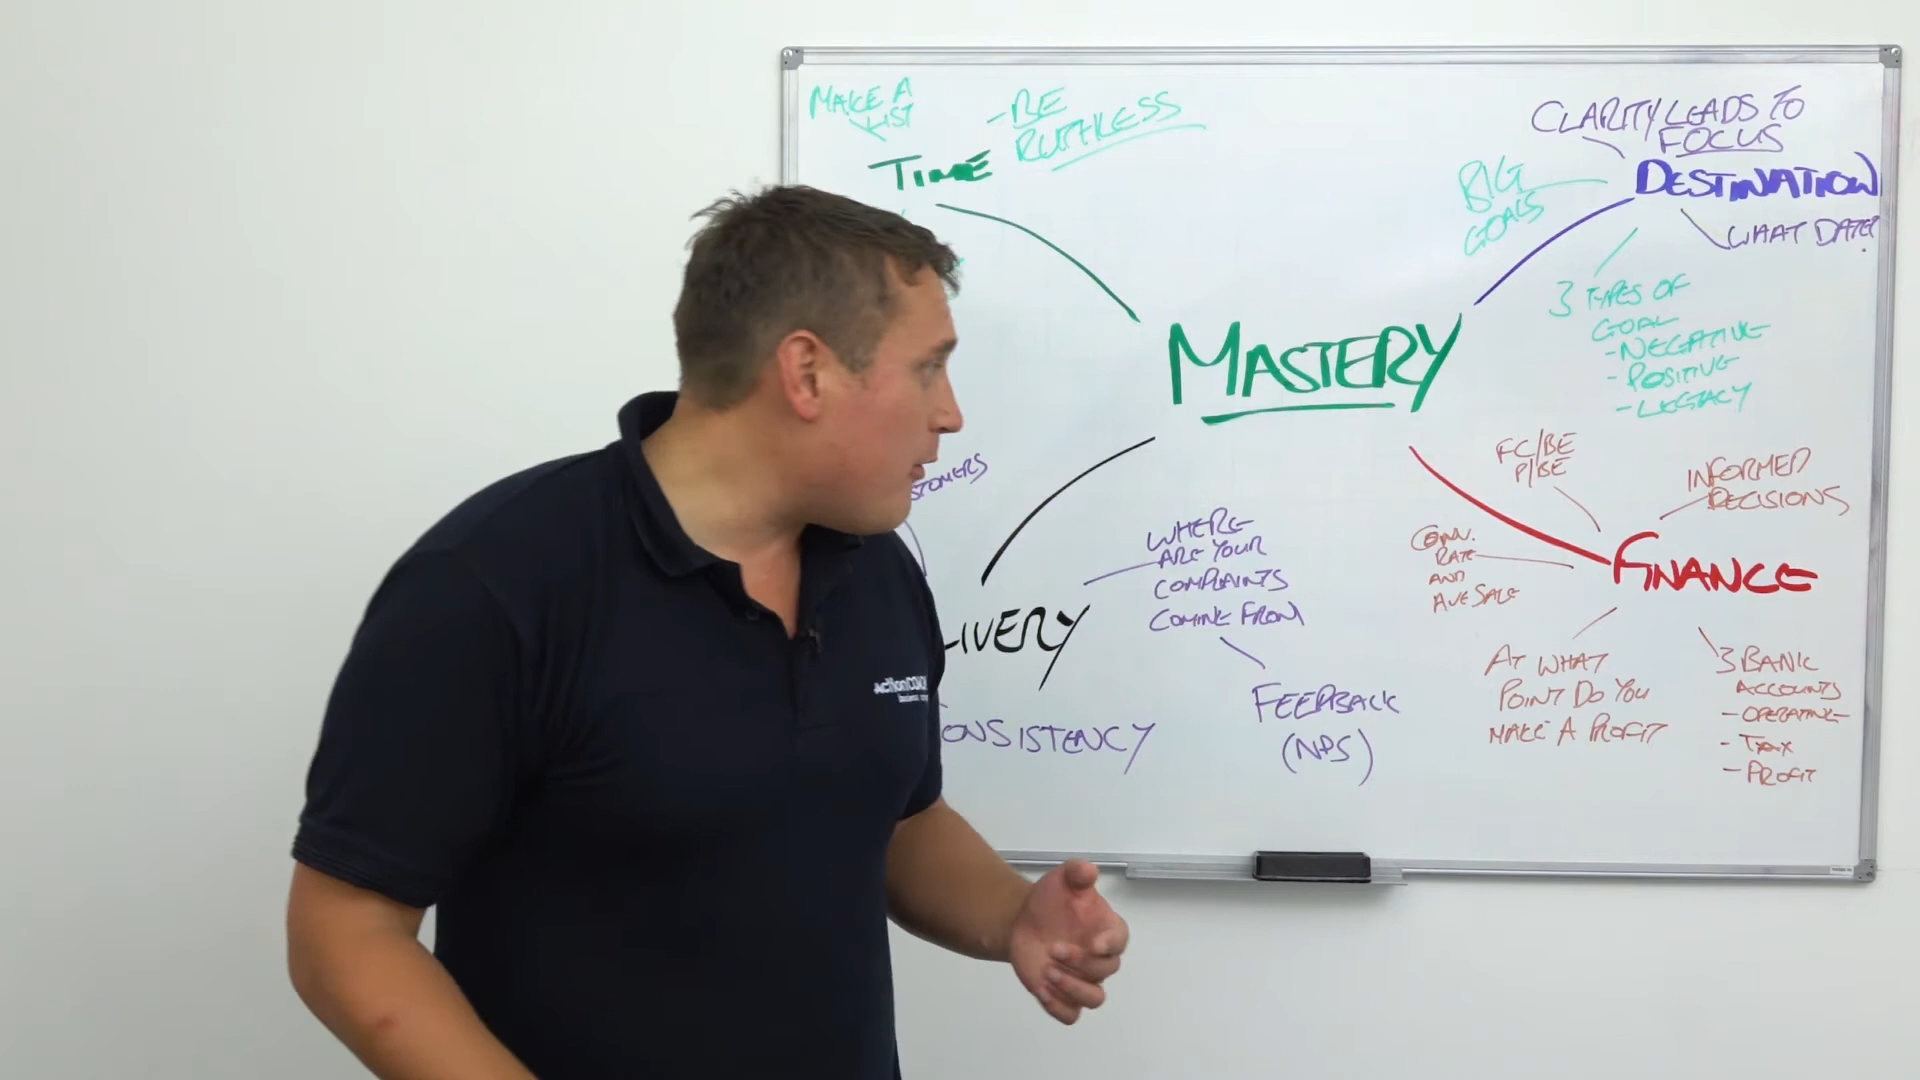 MAKE A
LIST
- BE
RUTHLESS
TIME
CLARITY LEADS TO
FOCUS
BIG
GOALS
DESTINATION
WHAT DATE?
3 TYPES OF
GOAL
- NEGATIVE
- POSITIVE
- LEGACY
MASTERY
STOMERS
WHERE
ARE YOUR
COMPLAINTS
COMING FROM
LIVERY
ONSISTENCY
FEEDBACK
(NPS)
FC/BE
P/BE
INFORMED
DECISIONS
CONV.
RATE
AND
AVE SALE
FINANCE
AT WHAT
POINT DO YOU
MAKE A PROFIT
3 BANK
ACCOUNTS
- OPERATING
- TAX
- PROFIT